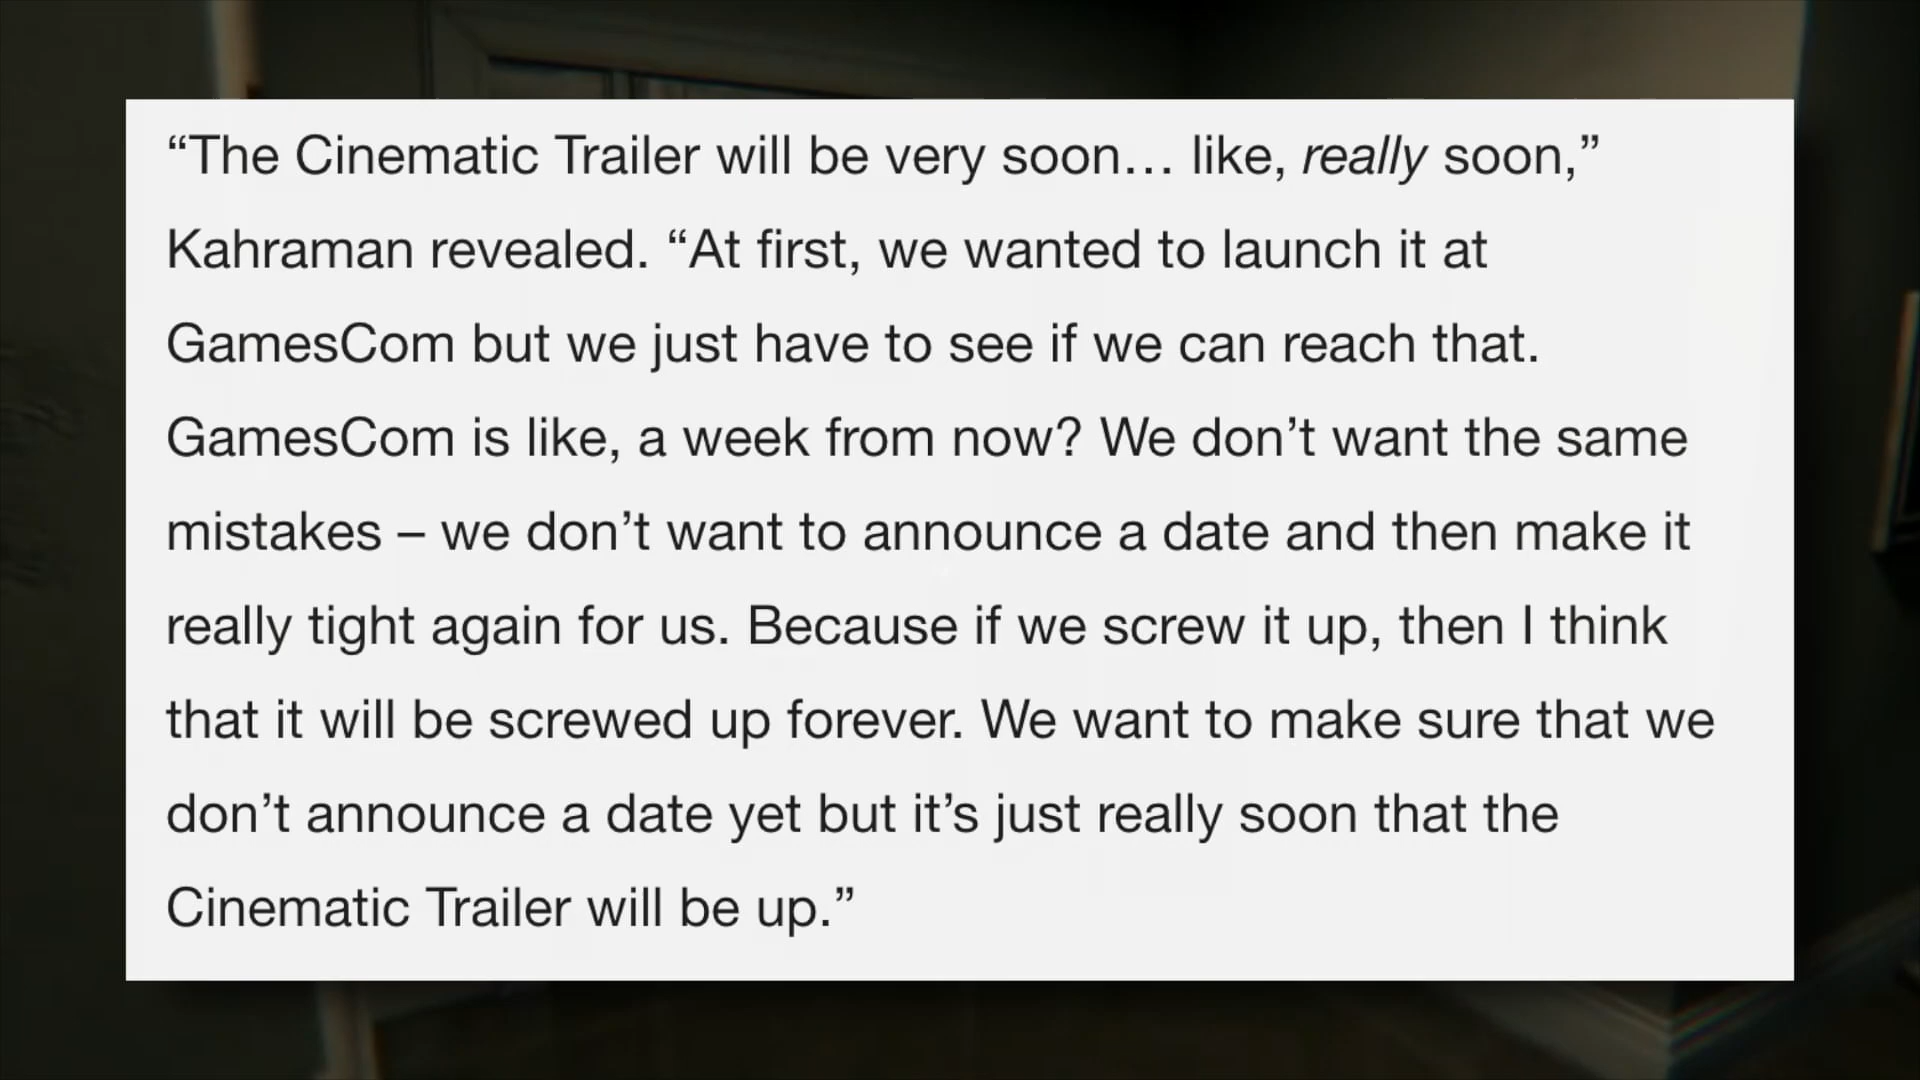 “The Cinematic Trailer will be very soon… like, really soon,”
Kahraman revealed. “At first, we wanted to launch it at
GamesCom but we just have to see if we can reach that.
GamesCom is like, a week from now? We don’t want the same
mistakes – we don’t want to announce a date and then make it
really tight again for us. Because if we screw it up, then I think
that it will be screwed up forever. We want to make sure that we
don’t announce a date yet but it’s just really soon that the
Cinematic Trailer will be up.”